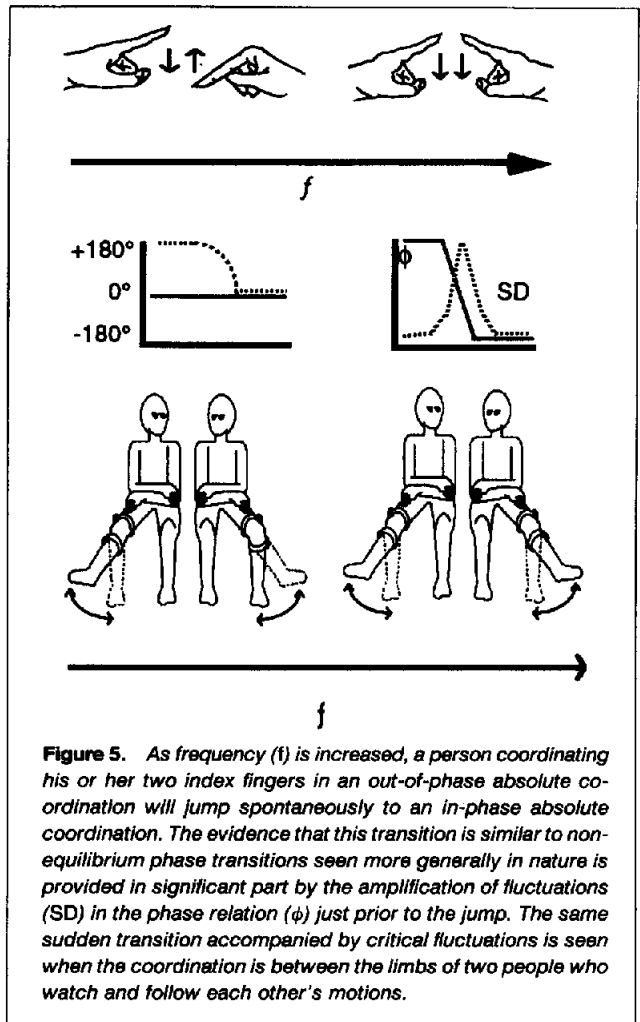 f
+180°
0°
-180°
ϕ
SD
f
Figure 5. As frequency (f) is increased, a person coordinating
his or her two index fingers in an out-of-phase absolute co-
ordination will jump spontaneously to an in-phase absolute
coordination. The evidence that this transition is similar to non-
equilibrium phase transitions seen more generally in nature is
provided in significant part by the amplification of fluctuations
(SD) in the phase relation (ϕ) just prior to the jump. The same
sudden transition accompanied by critical fluctuations is seen
when the coordination is between the limbs of two people who
watch and follow each other's motions.